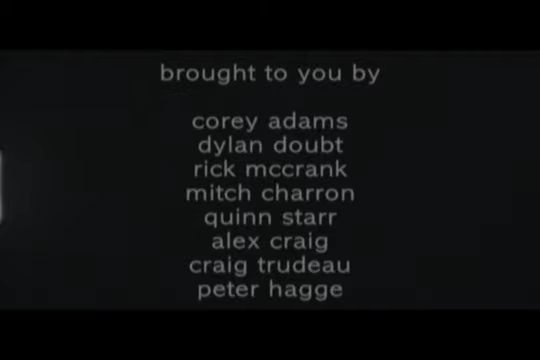 brought to you by
corey adams
dylan doubt
rick mccrank
mitch charron
quinn starr
alex craig
craig trudeau
peter hagge